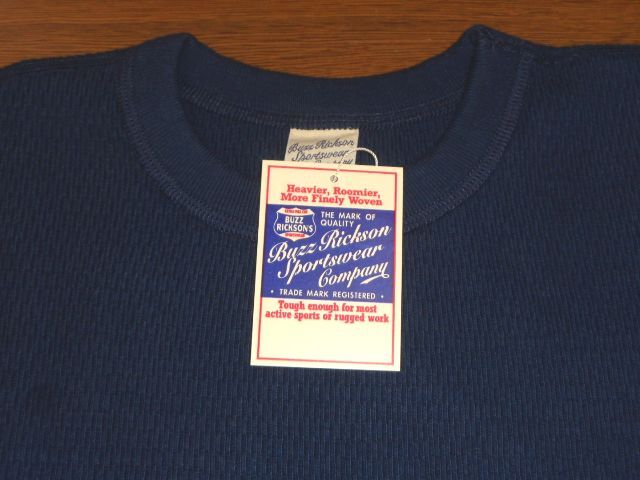 Buzz Rickson
Sportswear
Heavier, Roomier,
More Finely Woven
BUZZ
RICKSON'S
THE MARK OF
QUALITY
Buzz Rickson
Sportswear
Company
• TRADE MARK REGISTERED •
Tough enough for most
active sports or rugged work